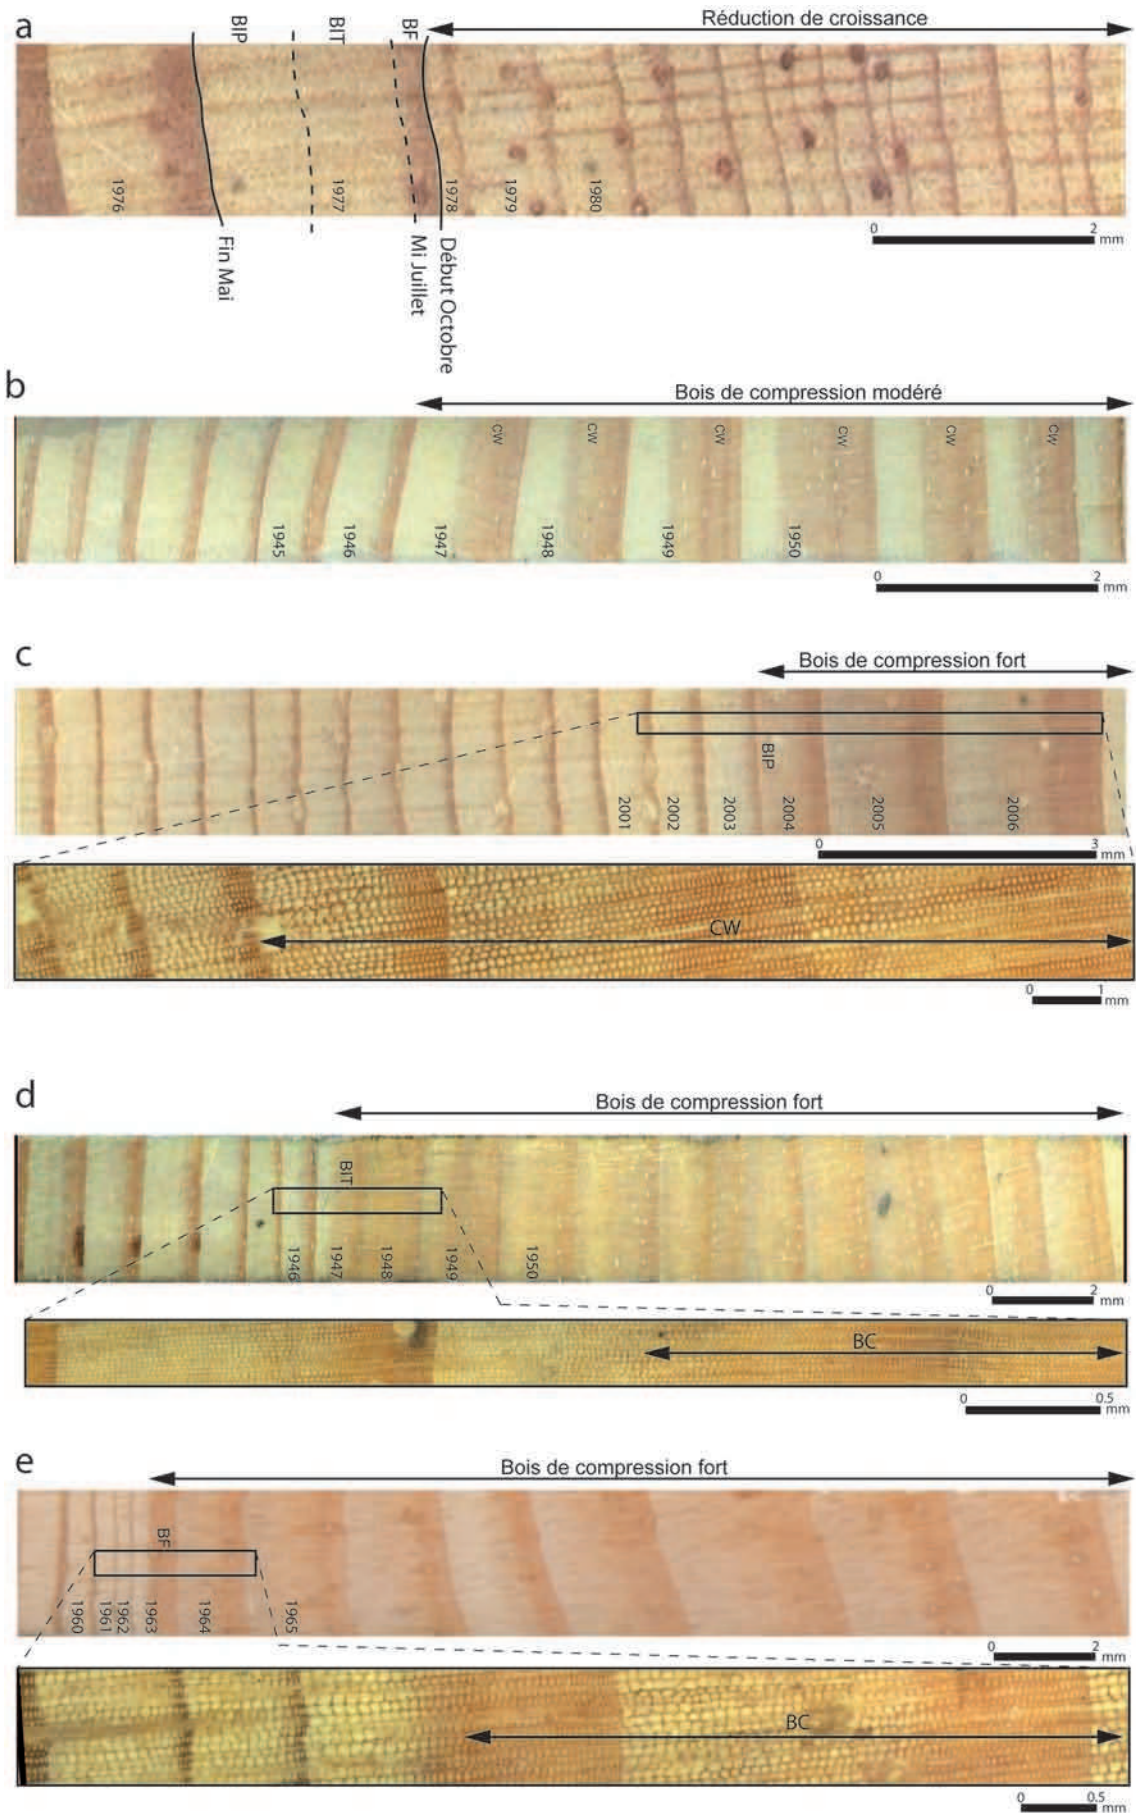 a
Réduction de croissance
BIP
BIT
BF
1976
1977
1978
1979
1980
Fin Mai
Mi Juillet
Début Octobre
0 2 mm
b
Bois de compression modéré
CW CW CW CW CW CW
1945 1946 1947 1948 1949 1950
0 2 mm
c
Bois de compression fort
BIP
2001 2002 2003 2004 2005 2006
0 3 mm
CW
0 1 mm
d
Bois de compression fort
BIT
1946 1947 1948 1949 1950
0 2 mm
BC
0 0.5 mm
e
Bois de compression fort
BF
1960 1961 1962 1963 1964 1965
0 2 mm
BC
0 0.5 mm